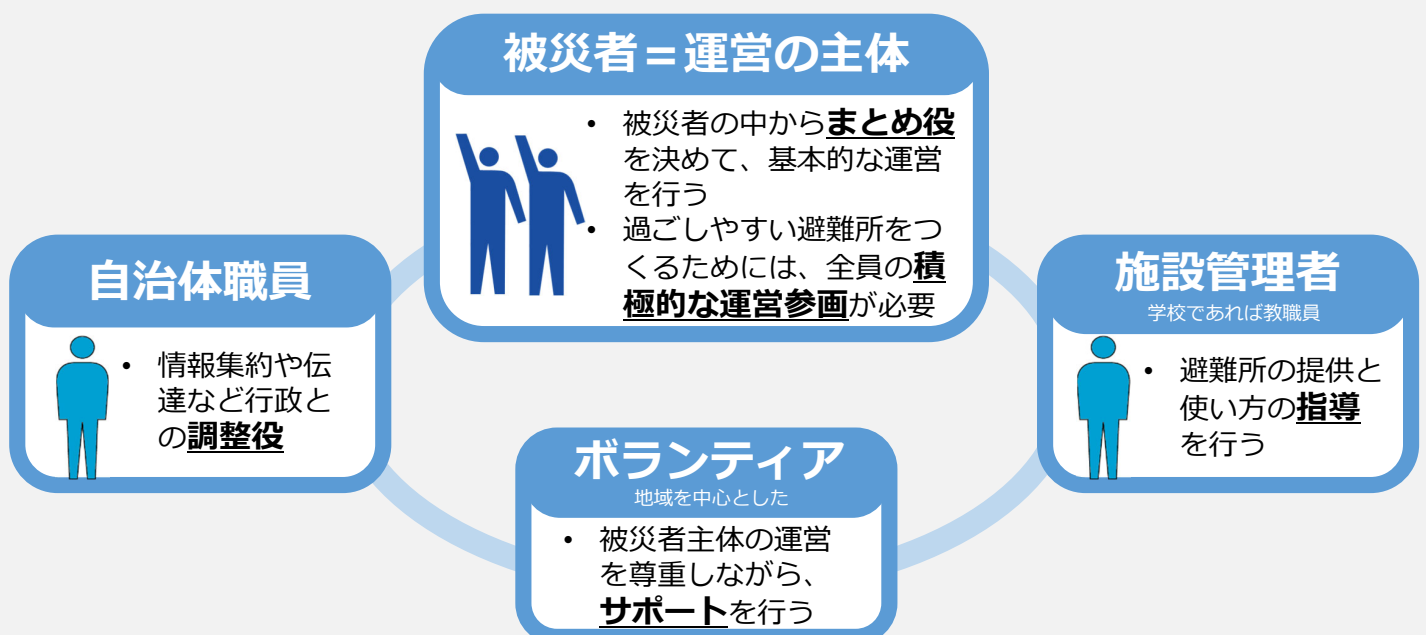 被災者＝運営の主体
• 被災者の中からまとめ役
を決めて、基本的な運営
を行う
• 過ごしやすい避難所をつ
くるためには、全員の積
極的な運営参画が必要
自治体職員
• 情報集約や伝
達など行政と
の調整役
施設管理者
学校であれば教職員
• 避難所の提供と
使い方の指導
を行う
ボランティア
地域を中心とした
• 被災者主体の運営
を尊重しながら、
サポートを行う